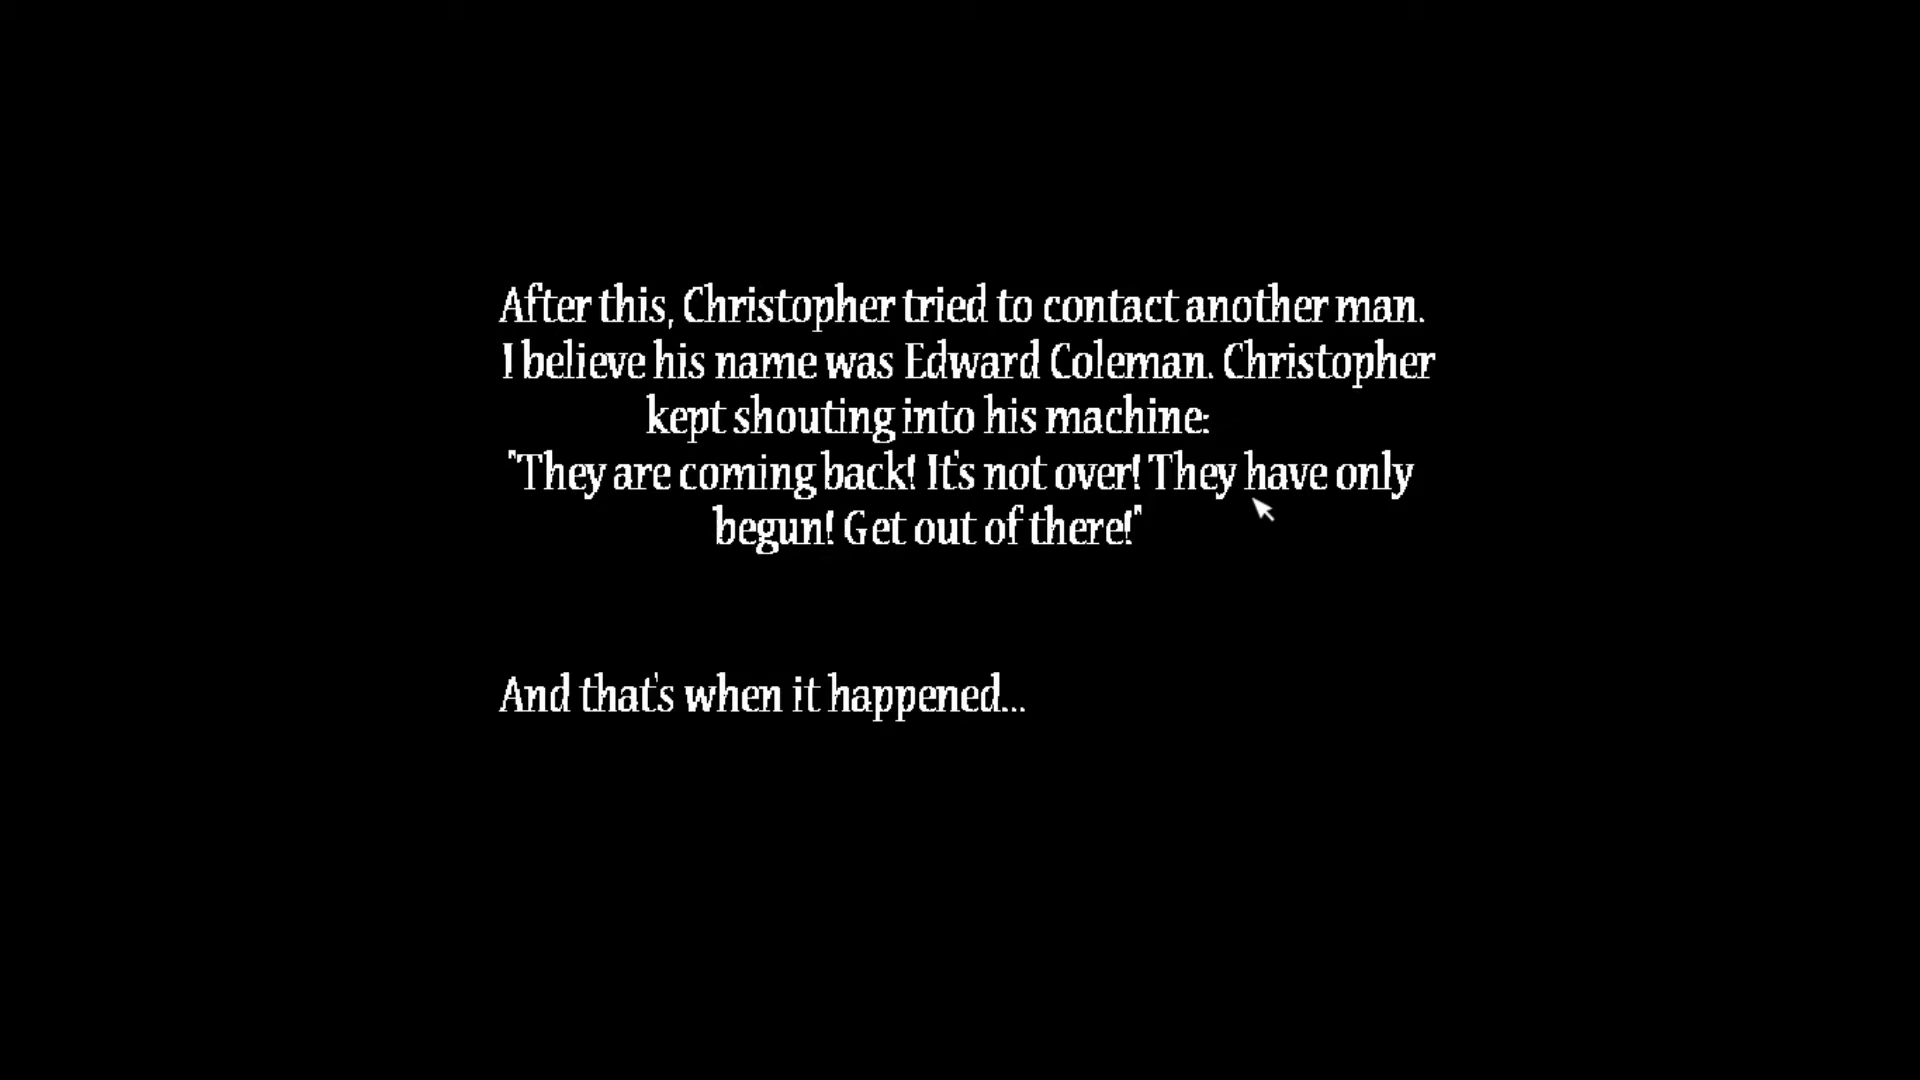 After this, Christopher tried to contact another man.
I believe his name was Edward Coleman. Christopher
kept shouting into his machine:
"They are coming back! It's not over! They have only
begun! Get out of there!"
And that's when it happened...